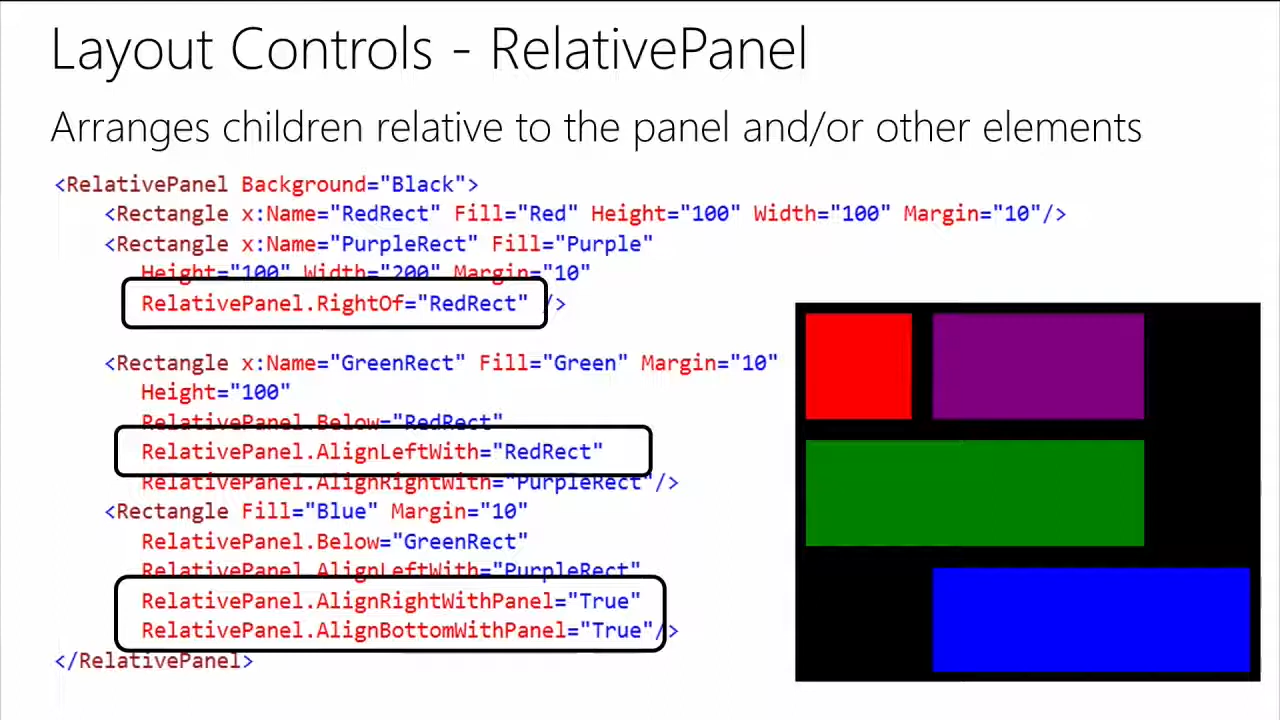 Layout Controls - RelativePanel
Arranges children relative to the panel and/or other elements
<RelativePanel Background="Black">
<Rectangle x:Name="RedRect" Fill="Red" Height="100" Width="100" Margin="10"/>
<Rectangle x:Name="PurpleRect" Fill="Purple"
Height="100" Width="200" Margin="10"
RelativePanel.RightOf="RedRect" />
<Rectangle x:Name="GreenRect" Fill="Green" Margin="10"
Height="100"
RelativePanel.Below="RedRect"
RelativePanel.AlignLeftWith="RedRect"
RelativePanel.AlignRightWith="PurpleRect"/>
<Rectangle Fill="Blue" Margin="10"
RelativePanel.Below="GreenRect"
RelativePanel.AlignLeftWith="PurpleRect"
RelativePanel.AlignRightWithPanel="True"
RelativePanel.AlignBottomWithPanel="True"/>
</RelativePanel>